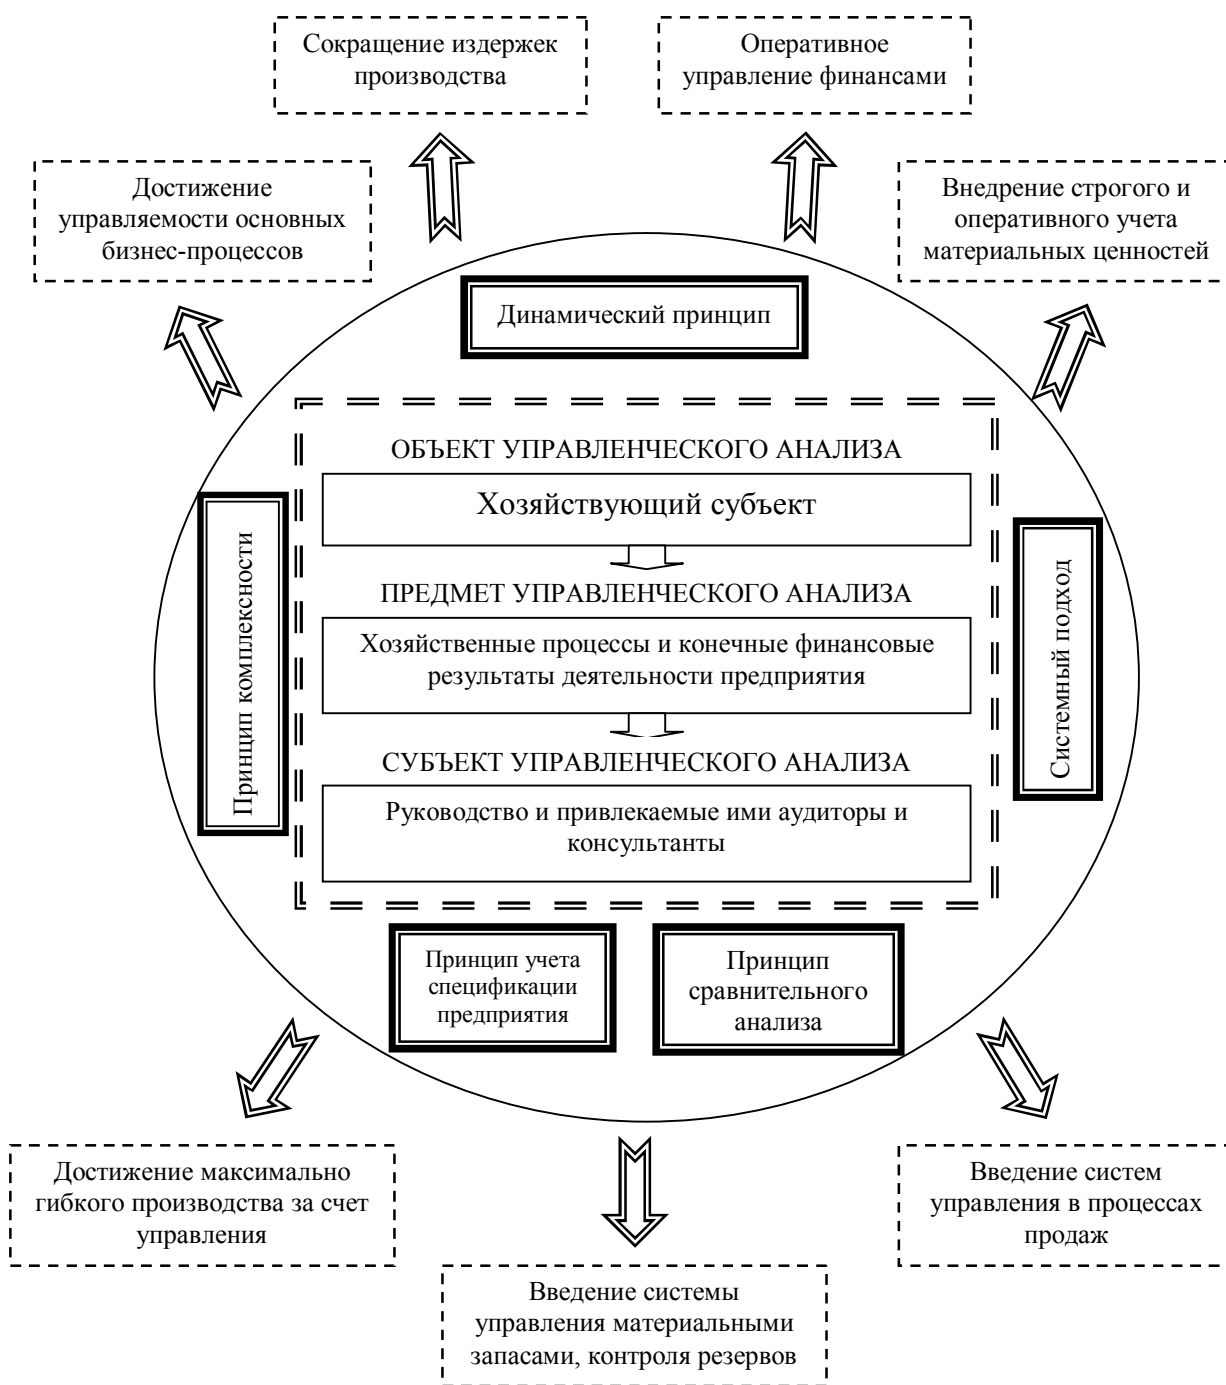 Сокращение издержек
производства
Оперативное
управление финансами
Достижение
управляемости основных
бизнес-процессов
Внедрение строгого и
оперативного учета
материальных ценностей
Динамический принцип
ОБЪЕКТ УПРАВЛЕНЧЕСКОГО АНАЛИЗА
Хозяйствующий субъект
Принцип комплексности
ПРЕДМЕТ УПРАВЛЕНЧЕСКОГО АНАЛИЗА
Хозяйственные процессы и конечные финансовые
результаты деятельности предприятия
Системный подход
СУБЪЕКТ УПРАВЛЕНЧЕСКОГО АНАЛИЗА
Руководство и привлекаемые ими аудиторы и
консультанты
Принцип учета
спецификации
предприятия
Принцип
сравнительного
анализа
Достижение максимально
гибкого производства за счет
управления
Введение систем
управления в процессах
продаж
Введение системы
управления материальными
запасами, контроля резервов